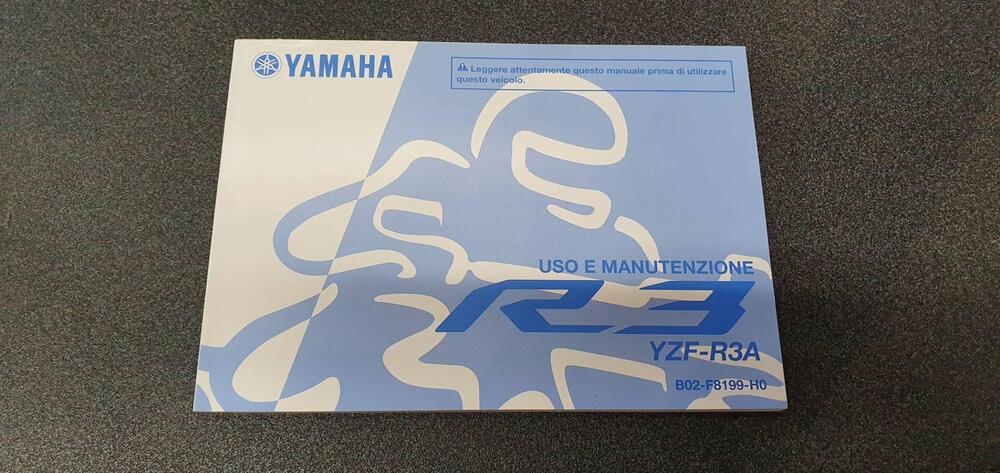 YAMAHA
Leggere attentamente questo manuale prima di utilizzare
questo veicolo.
USO E MANUTENZIONE
R3
YZF-R3A
B02-F8199-H0